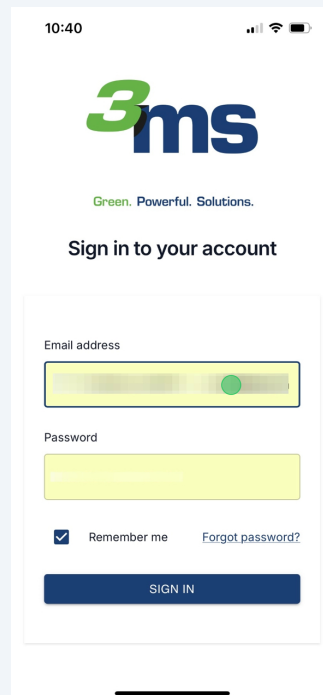 10:40
3ms
Green. Powerful. Solutions.
Sign in to your account
Email address
Password
Remember me Forgot password?
SIGN IN